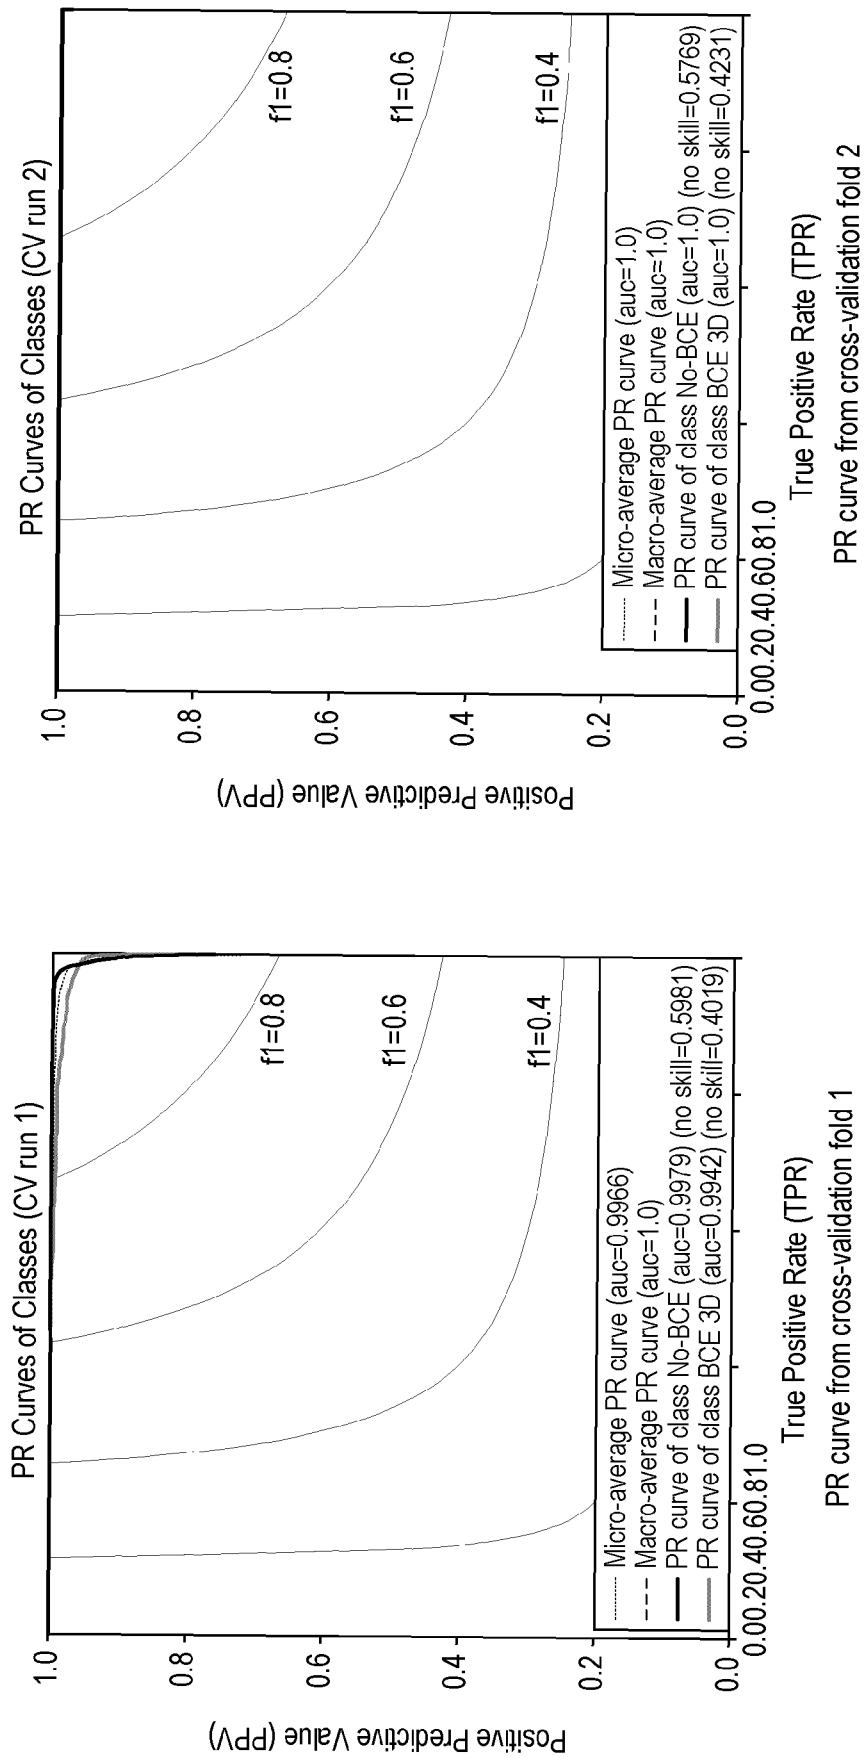 PR Curves of Classes (CV run 1)
Positive Predictive Value (PPV)
1.0
0.8
0.6
0.4
0.2
0.0
f1=0.8
f1=0.6
f1=0.4
Micro-average PR curve (auc=0.9966)
Macro-average PR curve (auc=1.0)
PR curve of class No-BCE (auc=0.9979) (no skill=0.5981)
PR curve of class BCE 3D (auc=0.9942) (no skill=0.4019)
0.00.20.40.60.81.0
True Positive Rate (TPR)
PR curve from cross-validation fold 1
PR Curves of Classes (CV run 2)
Positive Predictive Value (PPV)
1.0
0.8
0.6
0.4
0.2
0.0
f1=0.8
f1=0.6
f1=0.4
Micro-average PR curve (auc=1.0)
Macro-average PR curve (auc=1.0)
PR curve of class No-BCE (auc=1.0) (no skill=0.5769)
PR curve of class BCE 3D (auc=1.0) (no skill=0.4231)
0.00.20.40.60.81.0
True Positive Rate (TPR)
PR curve from cross-validation fold 2